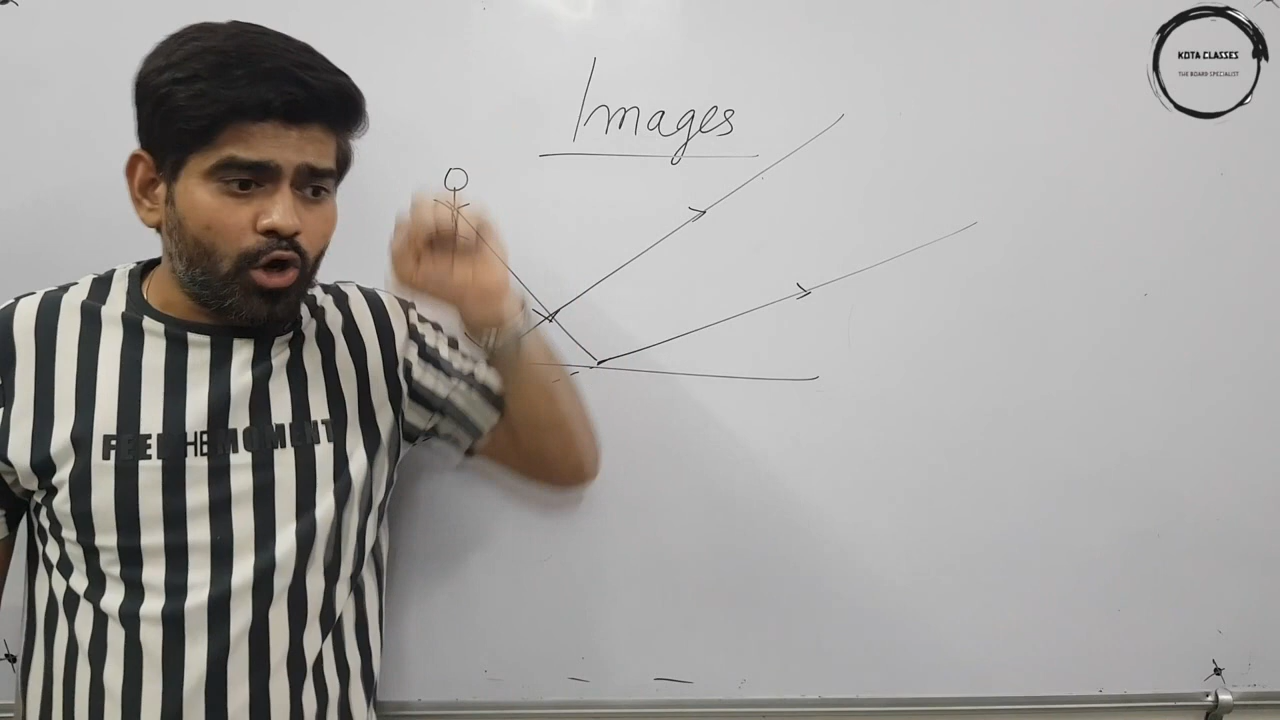 KOTA CLASSES
THE BOARD SPECIALIST
Images
FEEL THE MOMENT